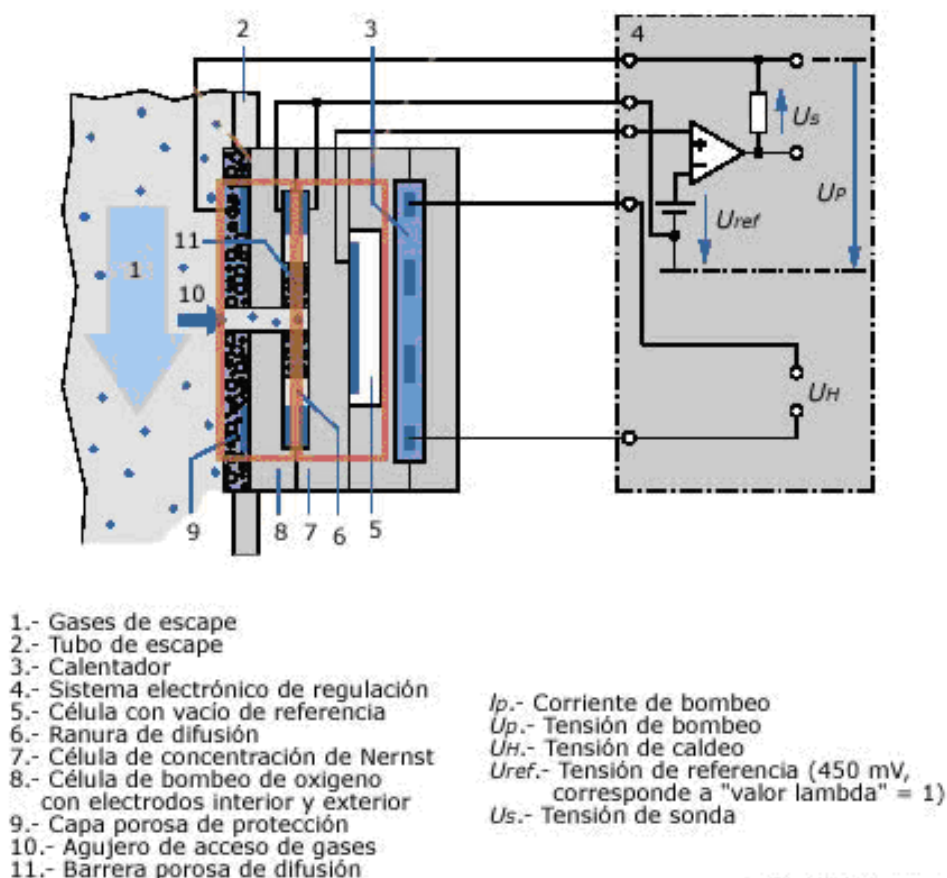 2
3
4
Us
UP
Uref
11
1
10
UH
9
8
7
6
5
1.- Gases de escape
2.- Tubo de escape
3.- Calentador
4.- Sistema electrónico de regulación
5.- Célula con vacio de referencia
6.- Ranura de difusión
7.- Célula de concentración de Nernst
8.- Célula de bombeo de oxigeno
con electrodos interior y exterior
9.- Capa porosa de protección
10.- Agujero de acceso de gases
11.- Barrera porosa de difusión
Ip.- Corriente de bombeo
Up.- Tensión de bombeo
UH.- Tensión de caldeo
Uref.- Tensión de referencia (450 mV,
corresponde a "valor lambda" = 1)
Us.- Tensión de sonda